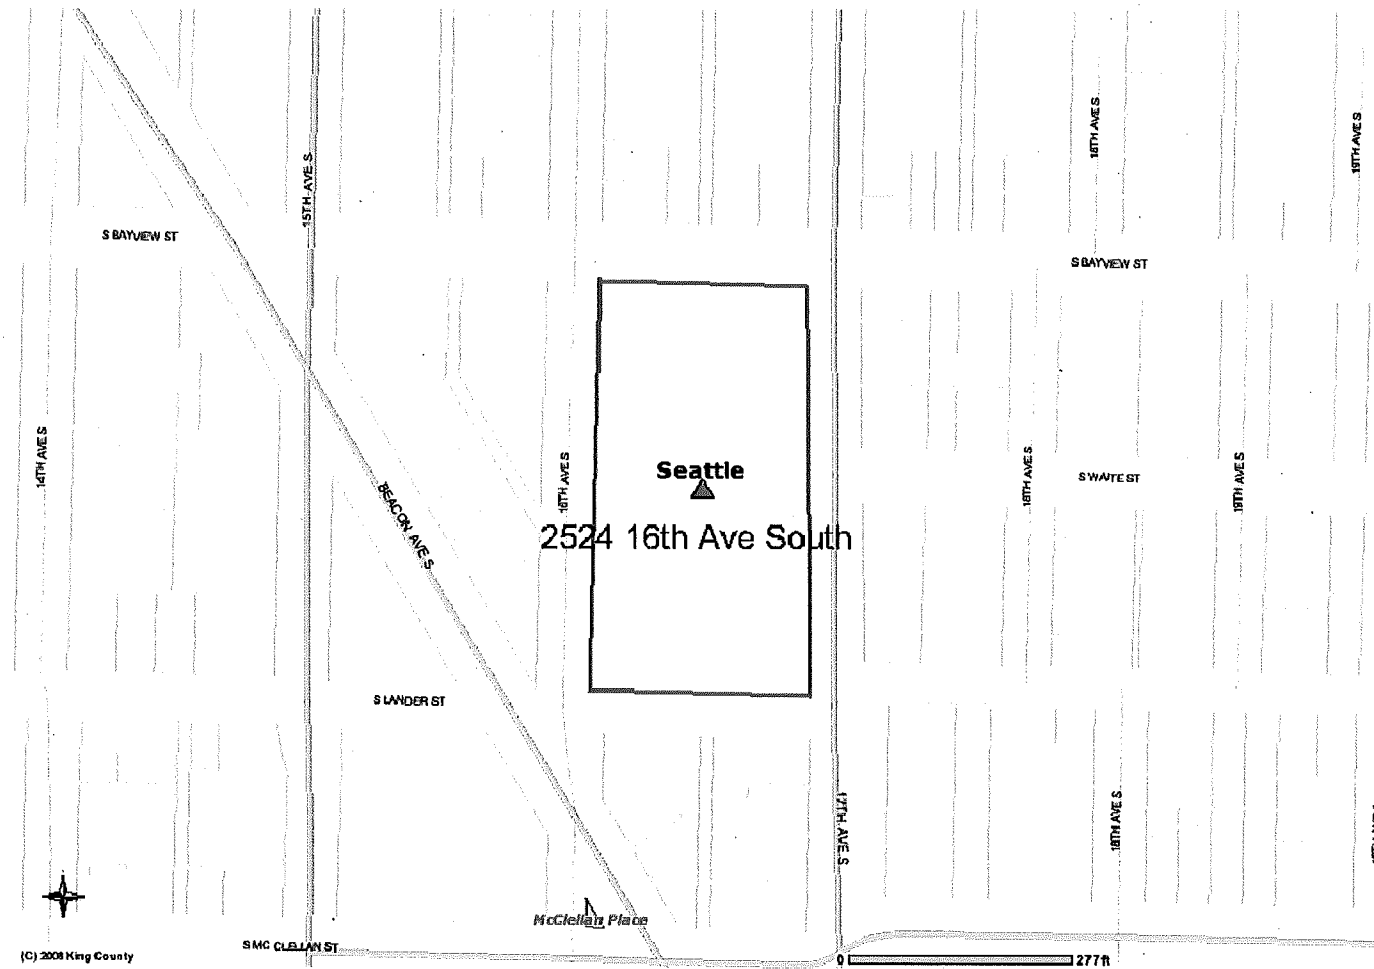 18TH AVE S
19TH AVE S
15TH AVE S
S BAYVIEW ST
S BAYVIEW ST
14TH AVE S
16TH AVE S
Seattle
18TH AVE S
S WAITE ST
19TH AVE S
BEACON AVE S
2524 16th Ave South
S LANDER ST
17TH AVE S
18TH AVE S
McClellan Place
S MC CLELLAN ST
(C) 2008 King County
0 277ft